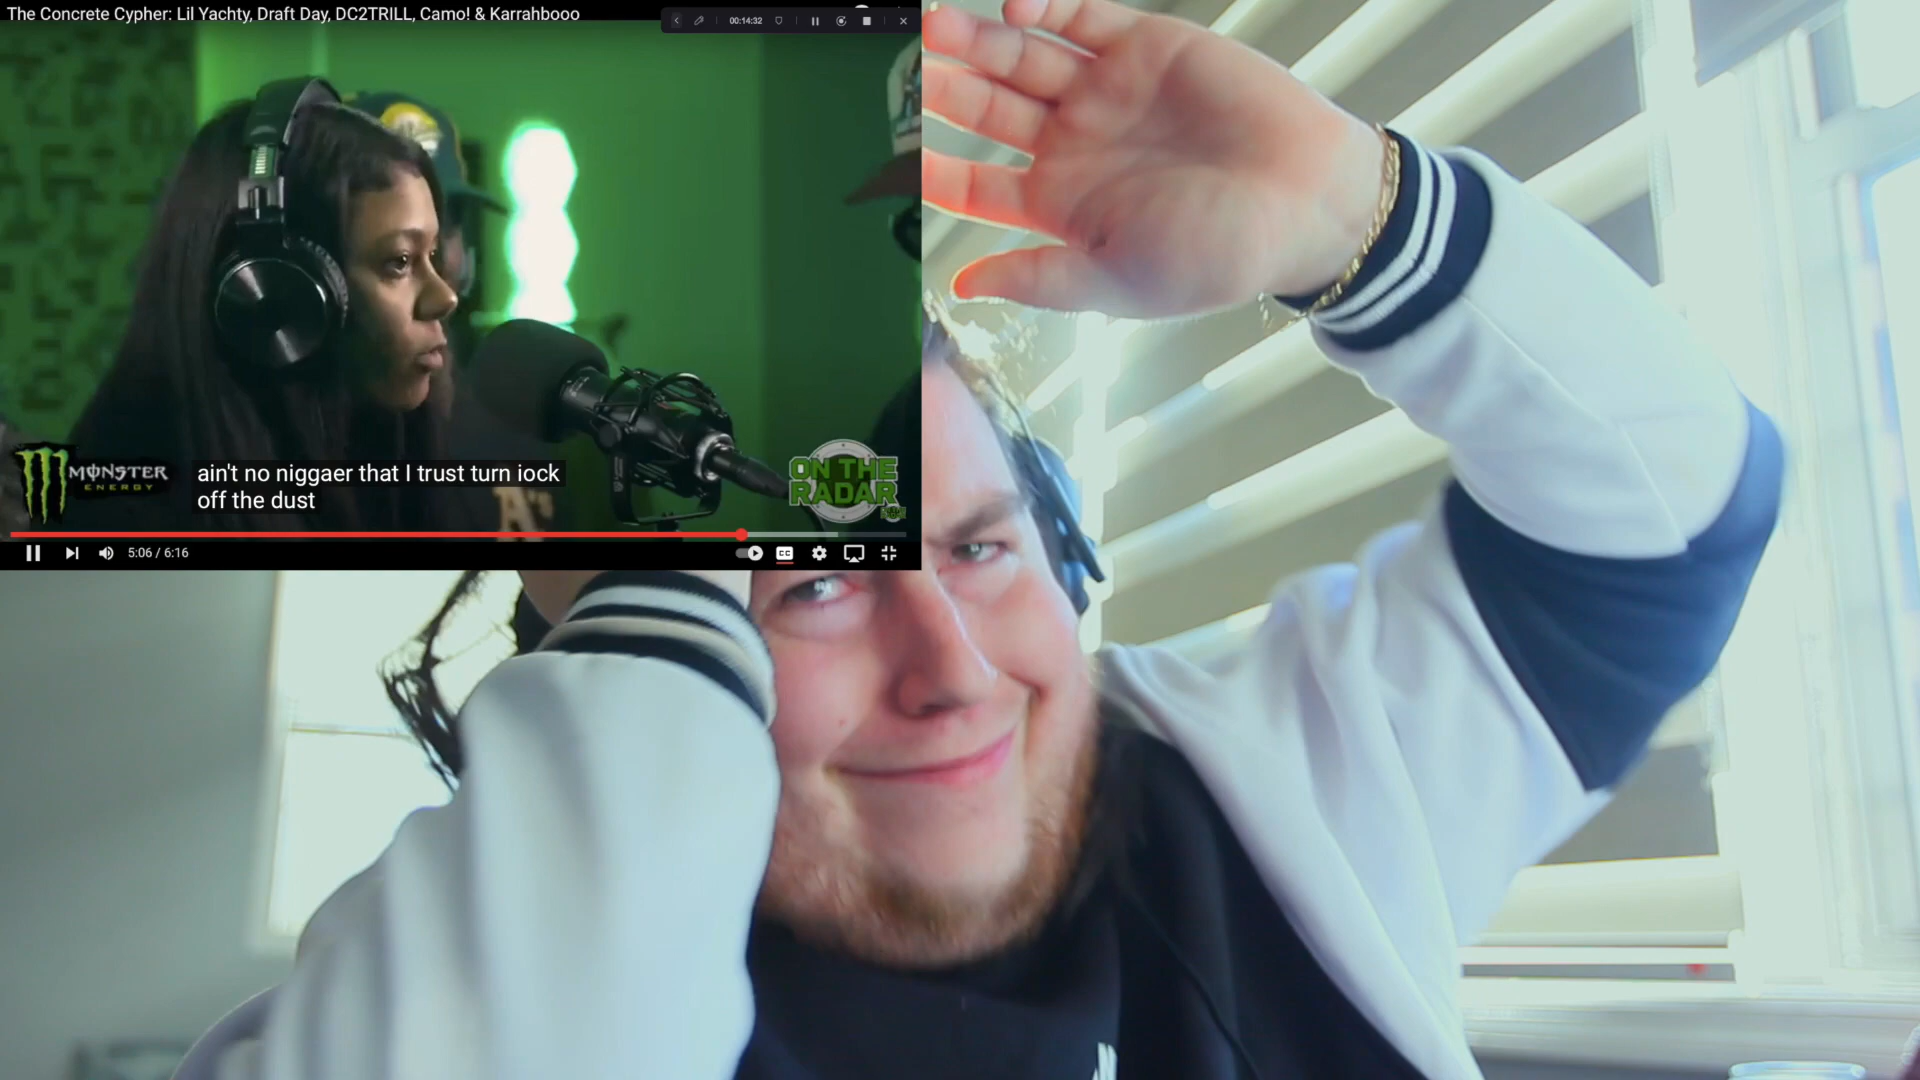 The Concrete Cypher: Lil Yachty, Draft Day, DC2TRILL, Camo! & Karrahbooo
00:14:32
MONSTER
ENERGY
ain't no niggaer that I trust turn iock
off the dust
ON THE
RADAR
A's
5:06 / 6:16
CC